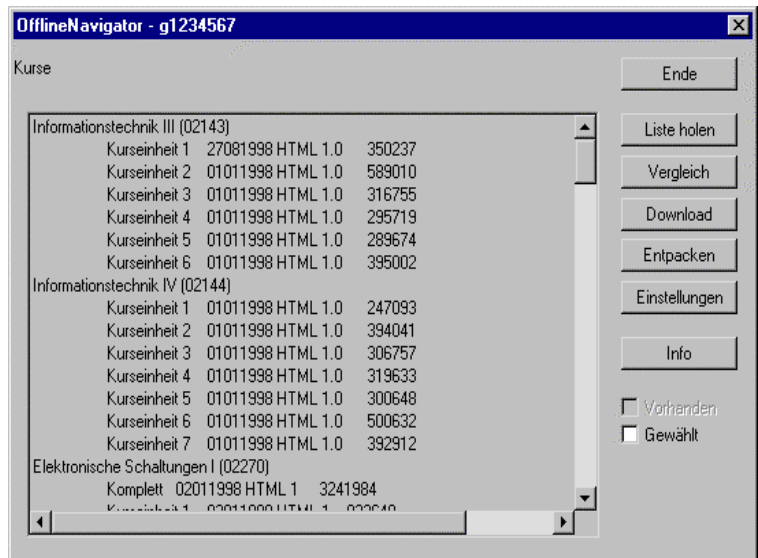 OfflineNavigator - g1234567
Kurse
Ende
Informationstechnik III (02143)
Kurseinheit 1 27081998 HTML 1.0 350237
Kurseinheit 2 01011998 HTML 1.0 589010
Kurseinheit 3 01011998 HTML 1.0 316755
Kurseinheit 4 01011998 HTML 1.0 295719
Kurseinheit 5 01011998 HTML 1.0 289674
Kurseinheit 6 01011998 HTML 1.0 395002
Informationstechnik IV (02144)
Kurseinheit 1 01011998 HTML 1.0 247093
Kurseinheit 2 01011998 HTML 1.0 394041
Kurseinheit 3 01011998 HTML 1.0 306757
Kurseinheit 4 01011998 HTML 1.0 319633
Kurseinheit 5 01011998 HTML 1.0 300648
Kurseinheit 6 01011998 HTML 1.0 500632
Kurseinheit 7 01011998 HTML 1.0 392912
Elektronische Schaltungen I (02270)
Komplett 02011998 HTML 1 3241984
Kurseinheit 1 02011998 HTML 1
Liste holen
Vergleich
Download
Entpacken
Einstellungen
Info
Vorhanden
Gewählt